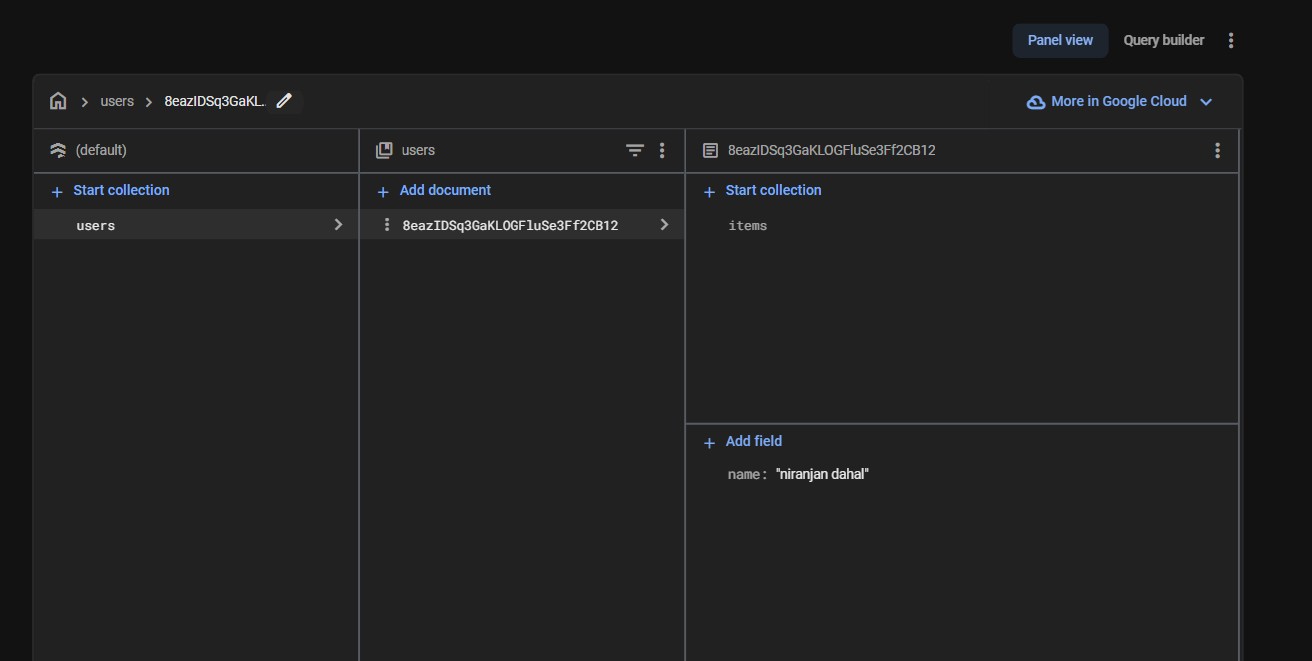 Panel view Query builder
users 8eazIDSq3GaKL.. More in Google Cloud
(default) users 8eazIDSq3GaKLOGFluSe3Ff2CB12
+ Start collection + Add document + Start collection
users 8eazIDSq3GaKLOGFluSe3Ff2CB12 items
+ Add field
name: "niranjan dahal"